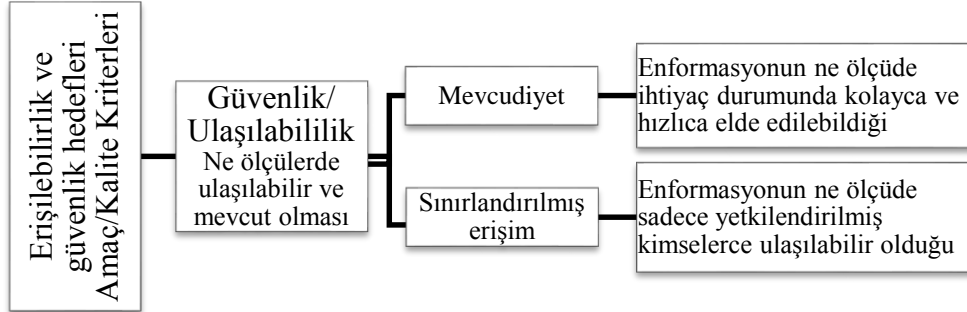 Erişilebilirlik ve
güvenlik hedefleri
Amaç/Kalite Kriterleri
Güvenlik/
Ulaşılabililik
Ne ölçülerde
ulaşılabilir ve
mevcut olması
Mevcudiyet
Enformasyonun ne ölçüde
ihtiyaç durumunda kolayca ve
hızlıca elde edilebildiği
Sınırlandırılmış
erişim
Enformasyonun ne ölçüde
sadece yetkilendirilmiş
kimselerce ulaşılabilir olduğu